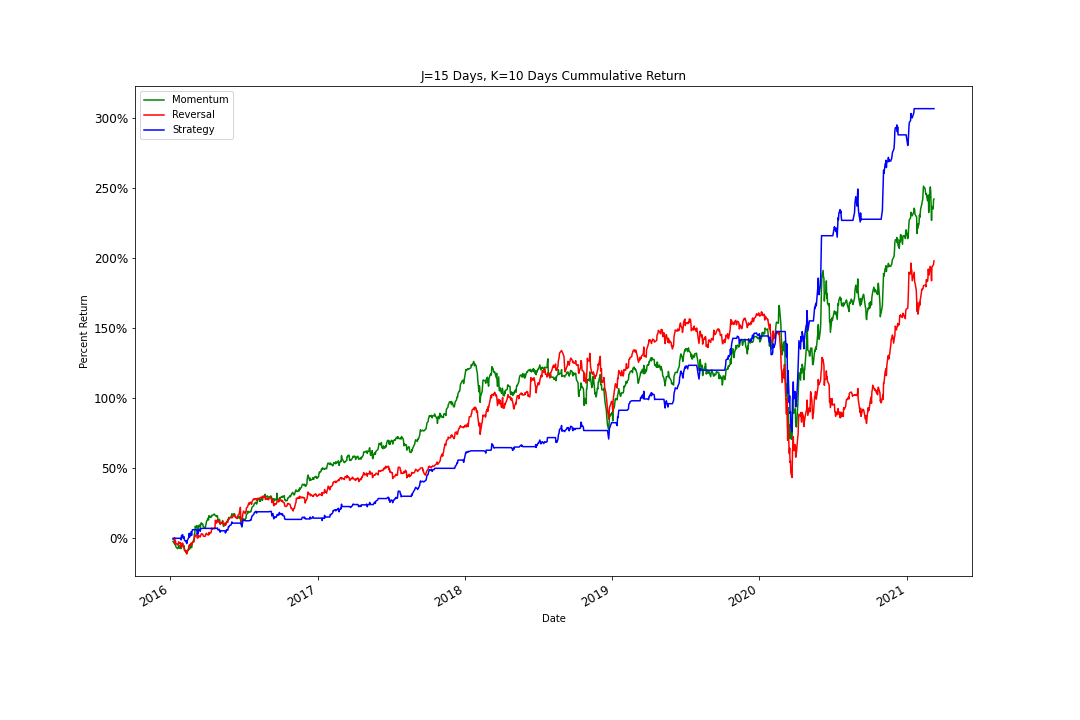 J=15 Days, K=10 Days Cummulative Return
Momentum
Reversal
Strategy
300%
250%
200%
150%
100%
50%
0%
Percent Return
2016
2017
2018
2019
2020
2021
Date